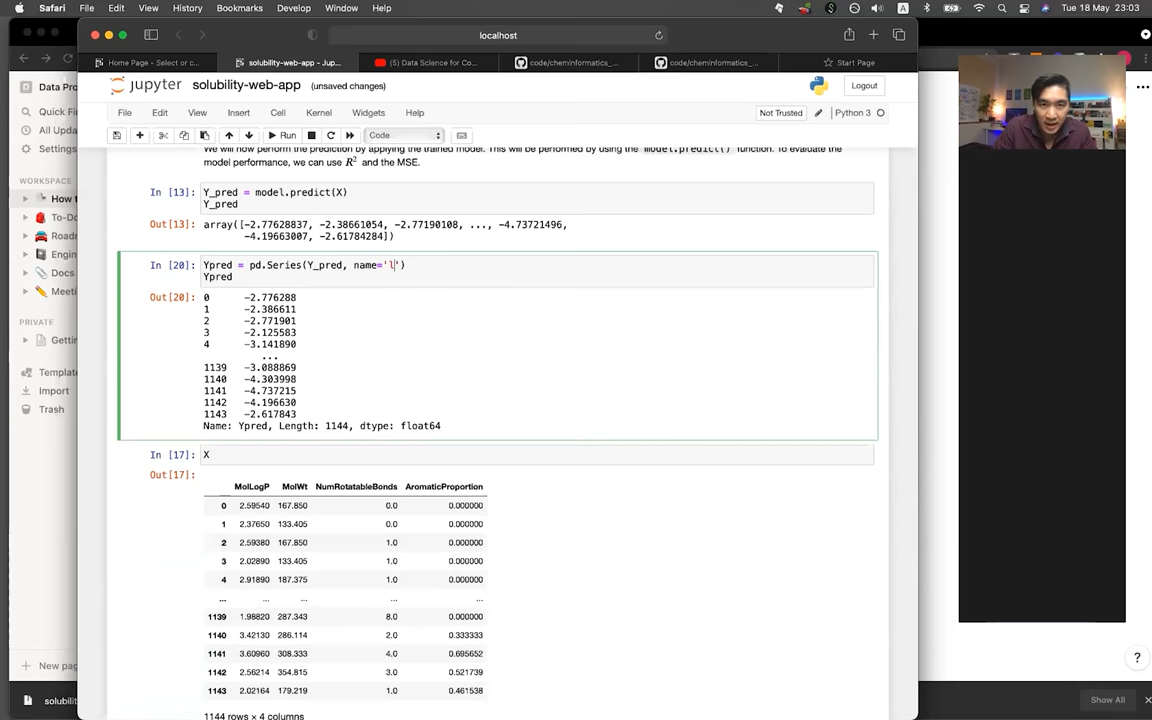 Safari File Edit View History Bookmarks Develop Window Help A Tue 18 May 23:03
localhost
Home Page - Select or c... solubility-web-app - Jup... (5) Data Science for Co... code/cheminformatics_... code/cheminformatics_... Start Page
jupyter solubility-web-app (unsaved changes) Logout
D Data Pro
File Edit View Insert Cell Kernel Widgets Help Not Trusted Python 3
Quick Fin
All Upda
Run Code
Settings
We will now perform the prediction by applying the trained model. This will be performed by using the model.predict() function. To evaluate the
model performance, we can use R² and the MSE.
WORKSPACE
How t
To-D
Roadm
Engin
Docs
Meeti
PRIVATE
Gettin
Template
Import
Trash
In [13]: Y_pred = model.predict(X)
Y_pred
Out[13]: array([-2.77628837, -2.38661054, -2.77190108, ..., -4.73721496,
-4.19663007, -2.61784284])
In [20]: Ypred = pd.Series(Y_pred, name='l')
Ypred
Out[20]: 0 -2.776288
1 -2.386611
2 -2.771901
3 -2.125583
4 -3.141890
...
1139 -3.088869
1140 -4.303998
1141 -4.737215
1142 -4.196630
1143 -2.617843
Name: Ypred, Length: 1144, dtype: float64
In [17]: X
Out[17]:
MolLogP MolWt NumRotatableBonds AromaticProportion
0 2.59540 167.850 0.0 0.000000
1 2.37650 133.405 0.0 0.000000
2 2.59380 167.850 1.0 0.000000
3 2.02890 133.405 1.0 0.000000
4 2.91890 187.375 1.0 0.000000
... ... ... ... ...
1139 1.98820 287.343 8.0 0.000000
1140 3.42130 286.114 2.0 0.333333
1141 3.60960 308.333 4.0 0.695652
1142 2.56214 354.815 3.0 0.521739
1143 2.02164 179.219 1.0 0.461538
1144 rows × 4 columns
+ New pag
solubility
?
Show All